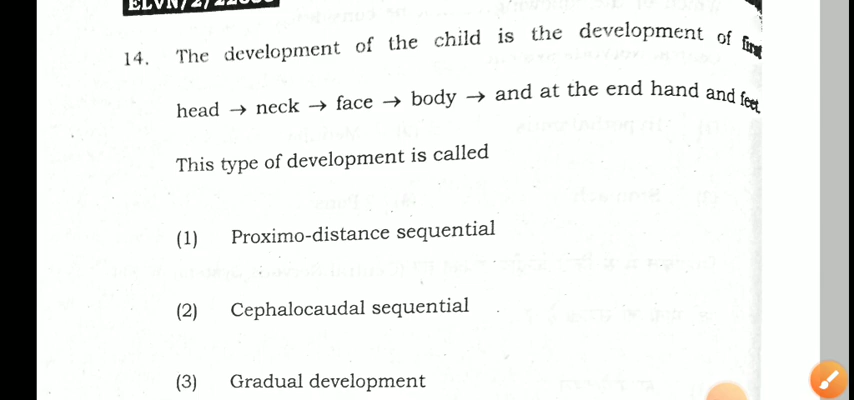 14. The development of the child is the development of first
head → neck → face → body → and at the end hand and feet
This type of development is called
(1) Proximo-distance sequential
(2) Cephalocaudal sequential
(3) Gradual development